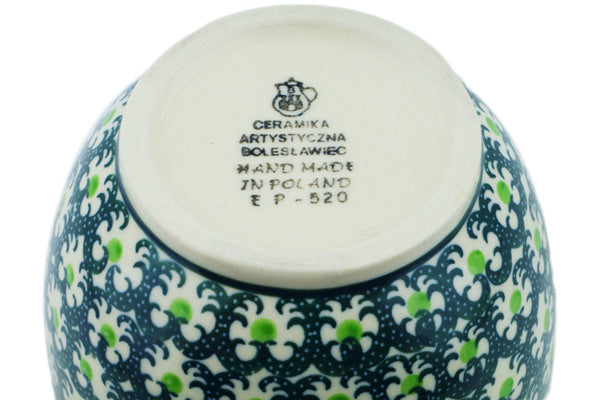 CERAMIKA
ARTYSTYCZNA
BOLESŁAWIEC
HAND MADE
IN POLAND
E P - 520